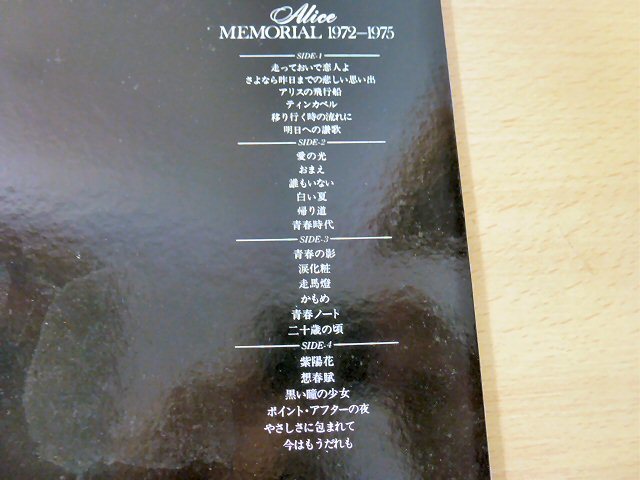 Alice
MEMORIAL 1972-1975
SIDE-1
走っておいで恋人よ
さよなら昨日までの悲しい思い出
アリスの飛行船
ティンカベル
移り行く時の流れに
明日への讃歌
SIDE-2
愛の光
おまえ
誰もいない
白い夏
帰り道
青春時代
SIDE-3
青春の影
涙化粧
走馬燈
かもめ
青春ノート
二十歳の頃
SIDE-4
紫陽花
想春賦
黒い瞳の少女
ポイント・アフターの夜
やさしさに包まれて
今はもうだれも